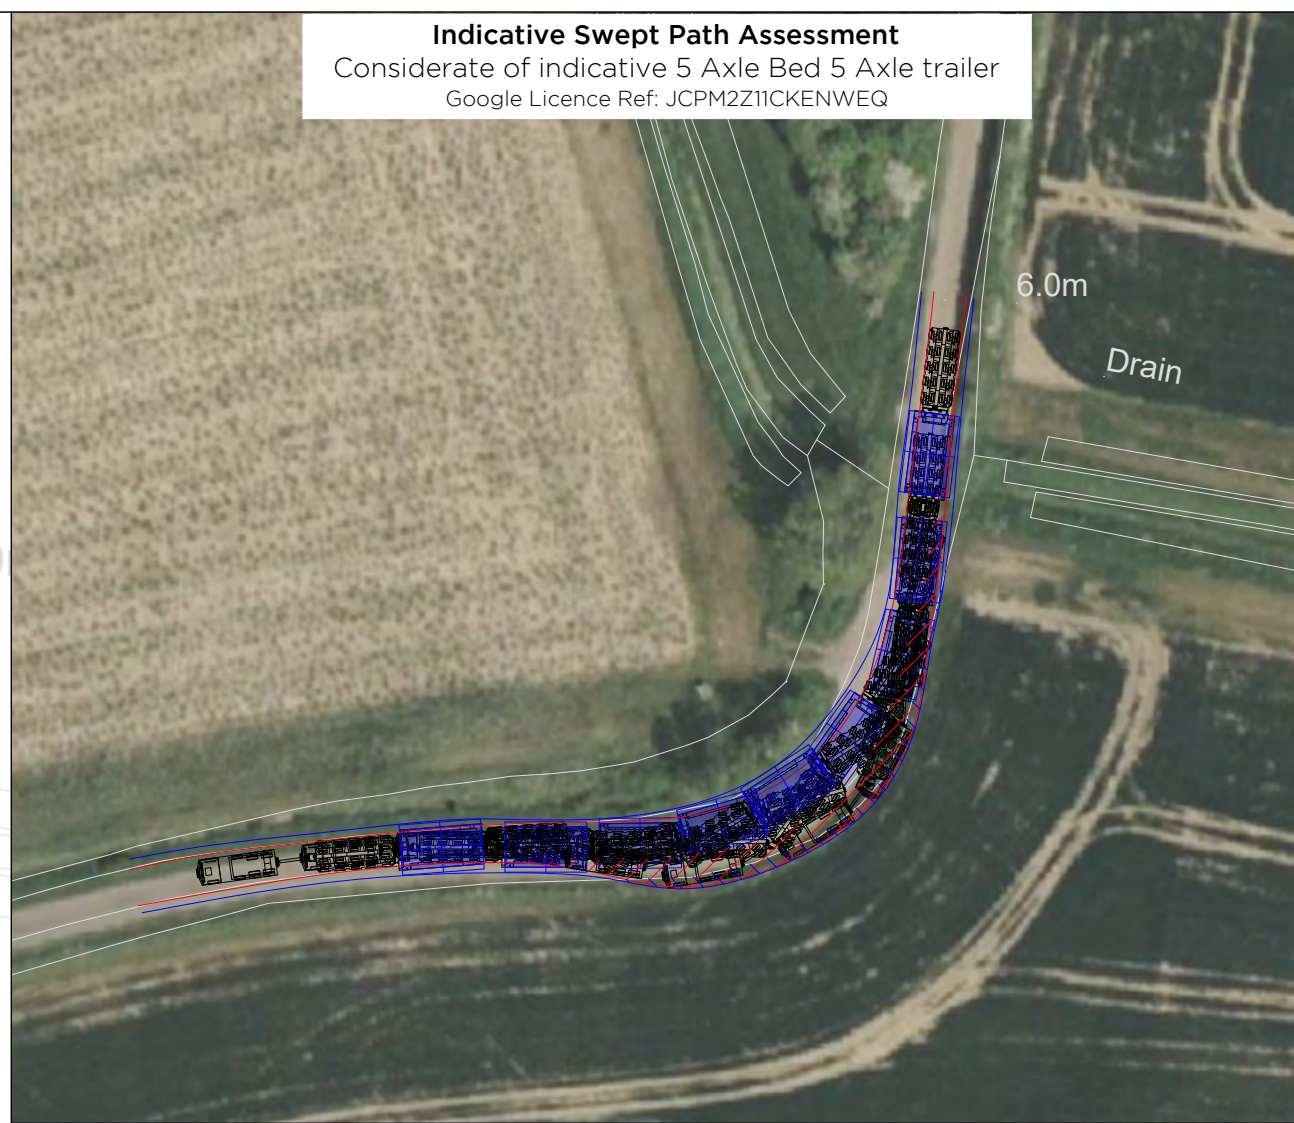 Indicative Swept Path Assessment
Considerate of indicative 5 Axle Bed 5 Axle trailer
Google Licence Ref: JCPM2Z11CKENWEQ
6.0m
Drain